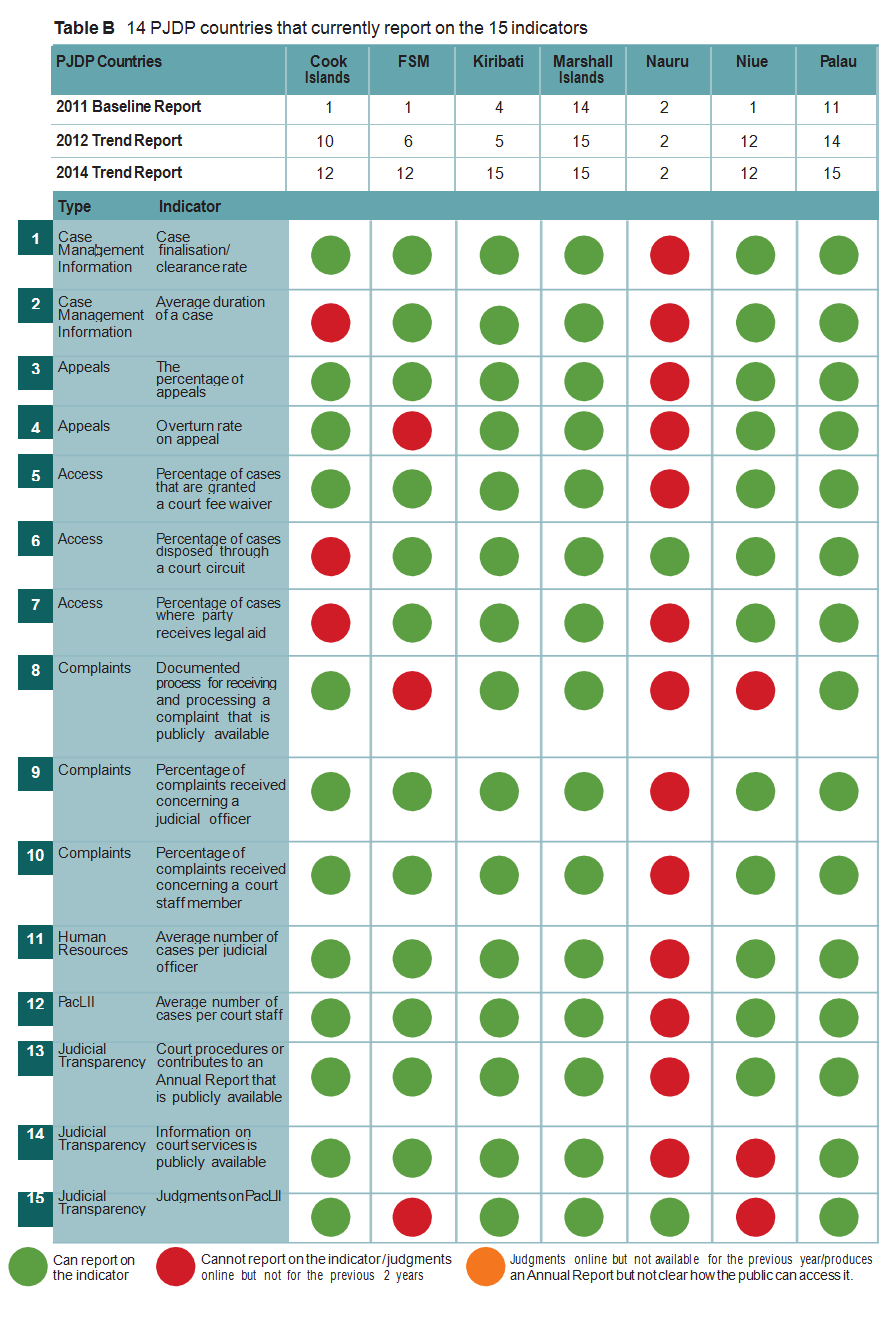 Table B 14 PJDP countries that currently report on the 15 indicators
PJDP Countries Cook Islands FSM Kiribati Marshall Islands Nauru Niue Palau
2011 Baseline Report 1 1 4 14 2 1 11
2012 Trend Report 10 6 5 15 2 12 14
2014 Trend Report 12 12 15 15 2 12 15
Type Indicator
1 Case Case
Management finalisation/
Information clearance rate
2 Case Average duration
Management of a case
Information
3 Appeals The
percentage of
appeals
4 Appeals Overturn rate
on appeal
5 Access Percentage of cases
that are granted
a court fee waiver
6 Access Percentage of cases
disposed through
a court circuit
7 Access Percentage of cases
where party
receives legal aid
8 Complaints Documented
process for receiving
and processing a
complaint that is
publicly available
9 Complaints Percentage of
complaints received
concerning a
judicial officer
10 Complaints Percentage of
complaints received
concerning a court
staff member
11 Human Average number of
Resources cases per judicial
officer
12 PacLII Average number of
cases per court staff
13 Judicial Court procedures or
Transparency contributes to an
Annual Report that
is publicly available
14 Judicial Information on
Transparency court services is
publicly available
15 Judicial Judgments on PacLII
Transparency
Can report on
the indicator
Cannot report on the indicator/judgments
online but not for the previous 2 years
Judgments online but not available for the previous year/produces
an Annual Report but not clear how the public can access it.